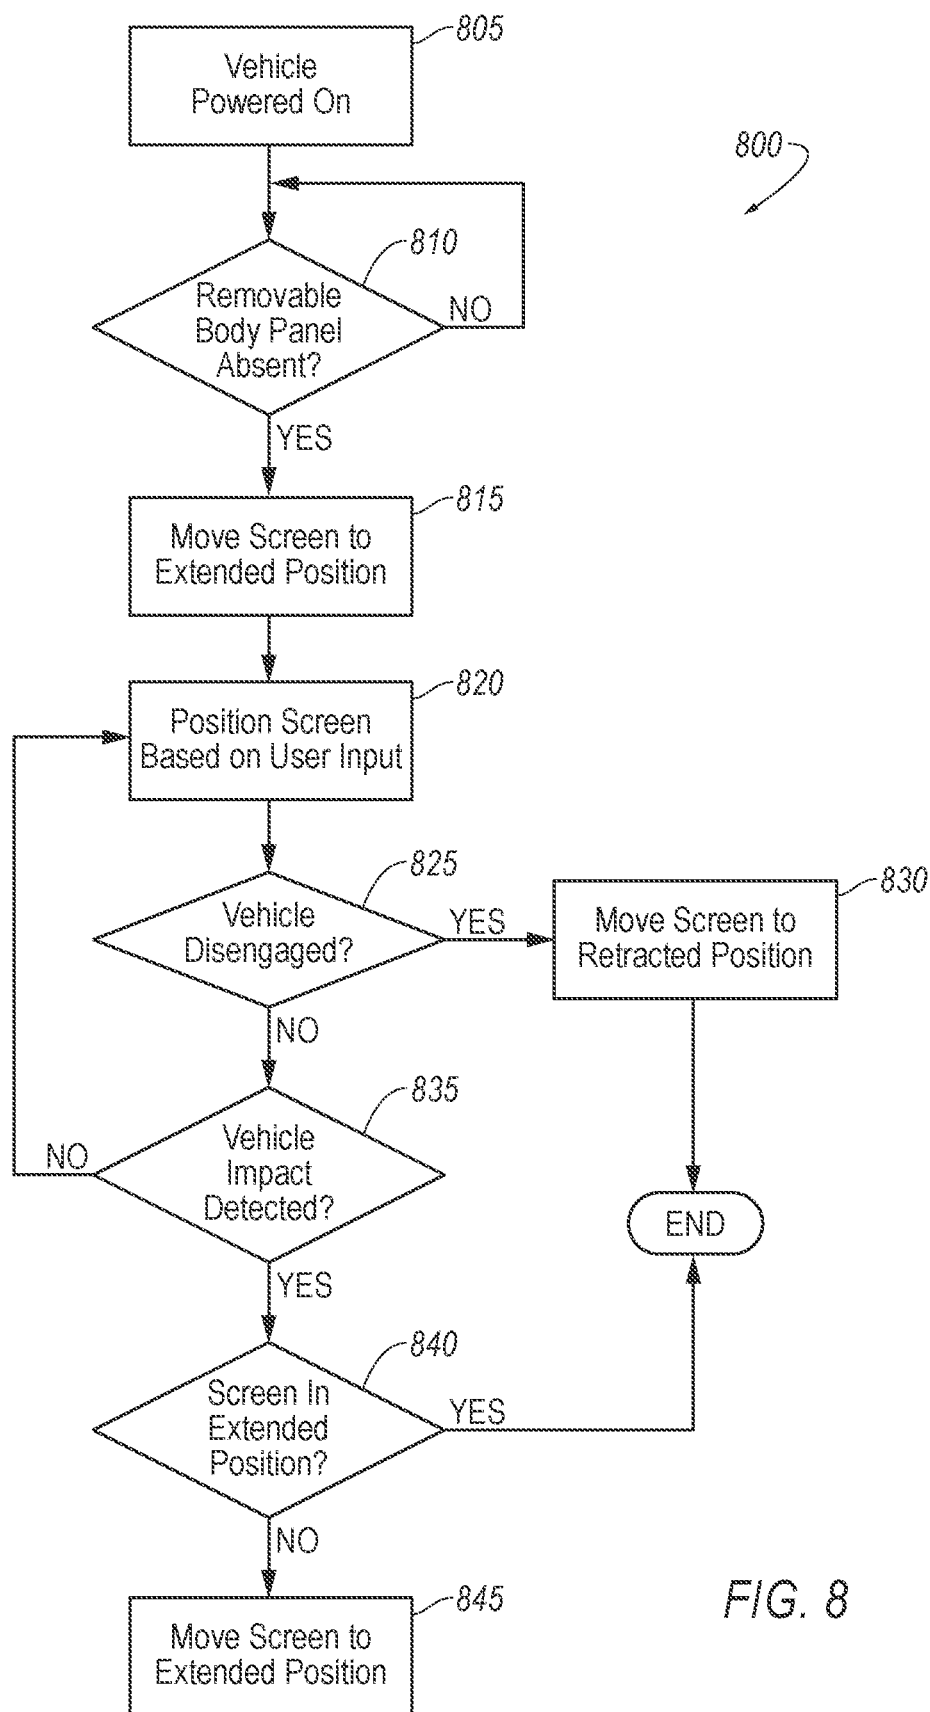 805
Vehicle
Powered On
800
810
Removable
Body Panel
Absent?
NO
YES
815
Move Screen to
Extended Position
820
Position Screen
Based on User Input
825
Vehicle
Disengaged?
YES
830
Move Screen to
Retracted Position
NO
835
Vehicle
Impact
Detected?
NO
END
YES
840
Screen In
Extended
Position?
YES
NO
845
Move Screen to
Extended Position
FIG. 8